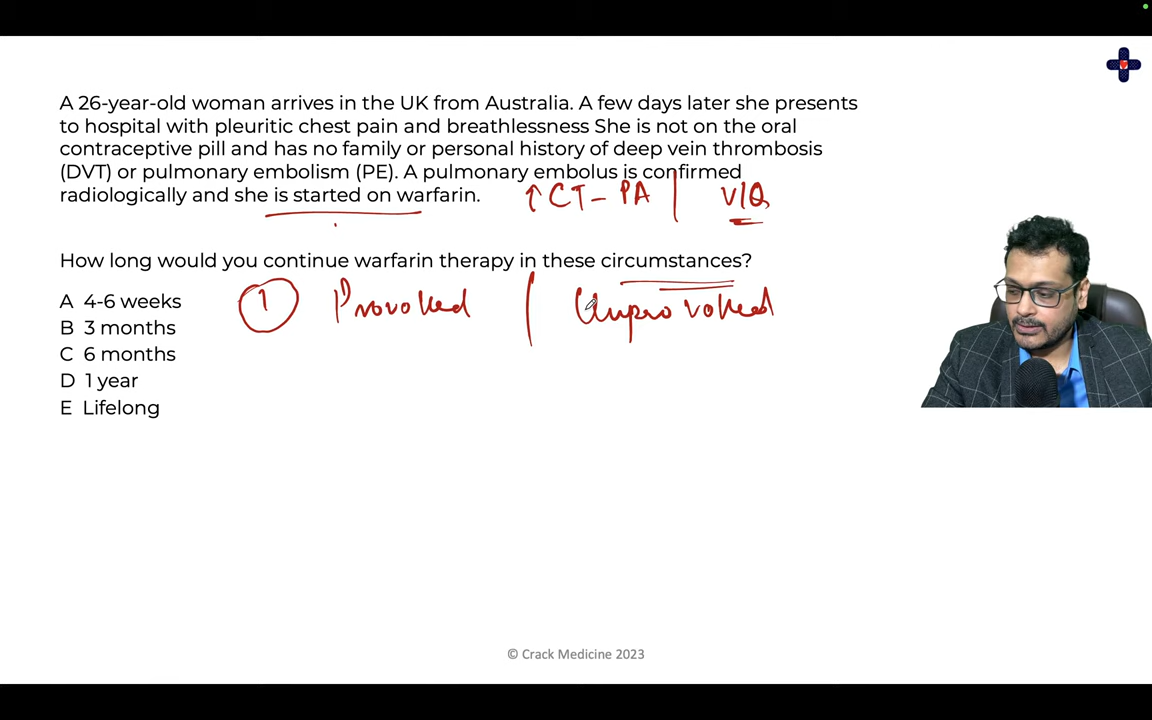 A 26-year-old woman arrives in the UK from Australia. A few days later she presents
to hospital with pleuritic chest pain and breathlessness She is not on the oral
contraceptive pill and has no family or personal history of deep vein thrombosis
(DVT) or pulmonary embolism (PE). A pulmonary embolus is confirmed
radiologically and she is started on warfarin.
↑ CT-PA | V/Q
How long would you continue warfarin therapy in these circumstances?
A 4-6 weeks
B 3 months
C 6 months
D 1 year
E Lifelong
1 Provoked | Unprovoked
© Crack Medicine 2023